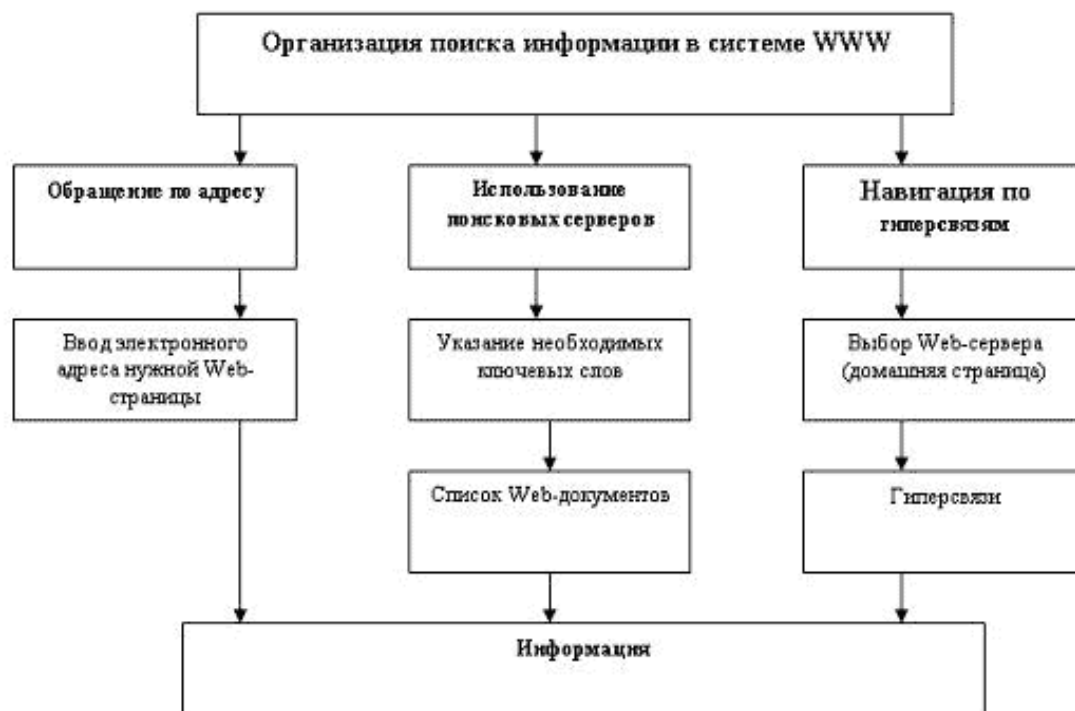 Организация поиска информации в системе WWW
Обращение по адресу
Использование
поисковых серверов
Навигация по
гиперсвязям
Ввод электронного
адреса нужной Web-
страницы
Указание необходимых
ключевых слов
Выбор Web-сервера
(домашняя страница)
Список Web-документов
Гиперсвязи
Информация